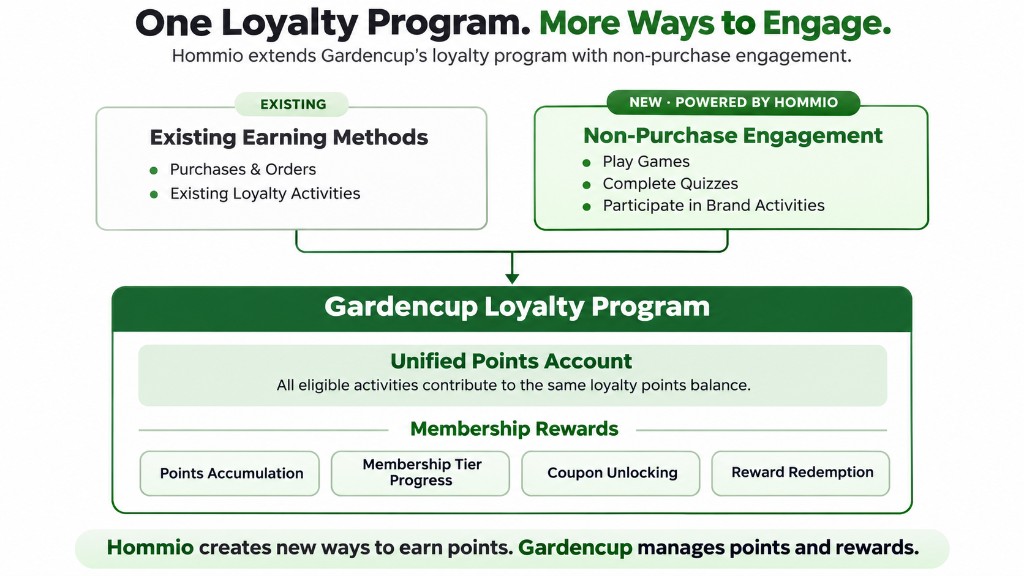 One Loyalty Program. More Ways to Engage.
Hommio extends Gardencup's loyalty program with non-purchase engagement.
EXISTING
Existing Earning Methods
Purchases & Orders
Existing Loyalty Activities
NEW · POWERED BY HOMMIO
Non-Purchase Engagement
Play Games
Complete Quizzes
Participate in Brand Activities
Gardencup Loyalty Program
Unified Points Account
All eligible activities contribute to the same loyalty points balance.
Membership Rewards
Points Accumulation
Membership Tier
Progress
Coupon Unlocking
Reward Redemption
Hommio creates new ways to earn points. Gardencup manages points and rewards.